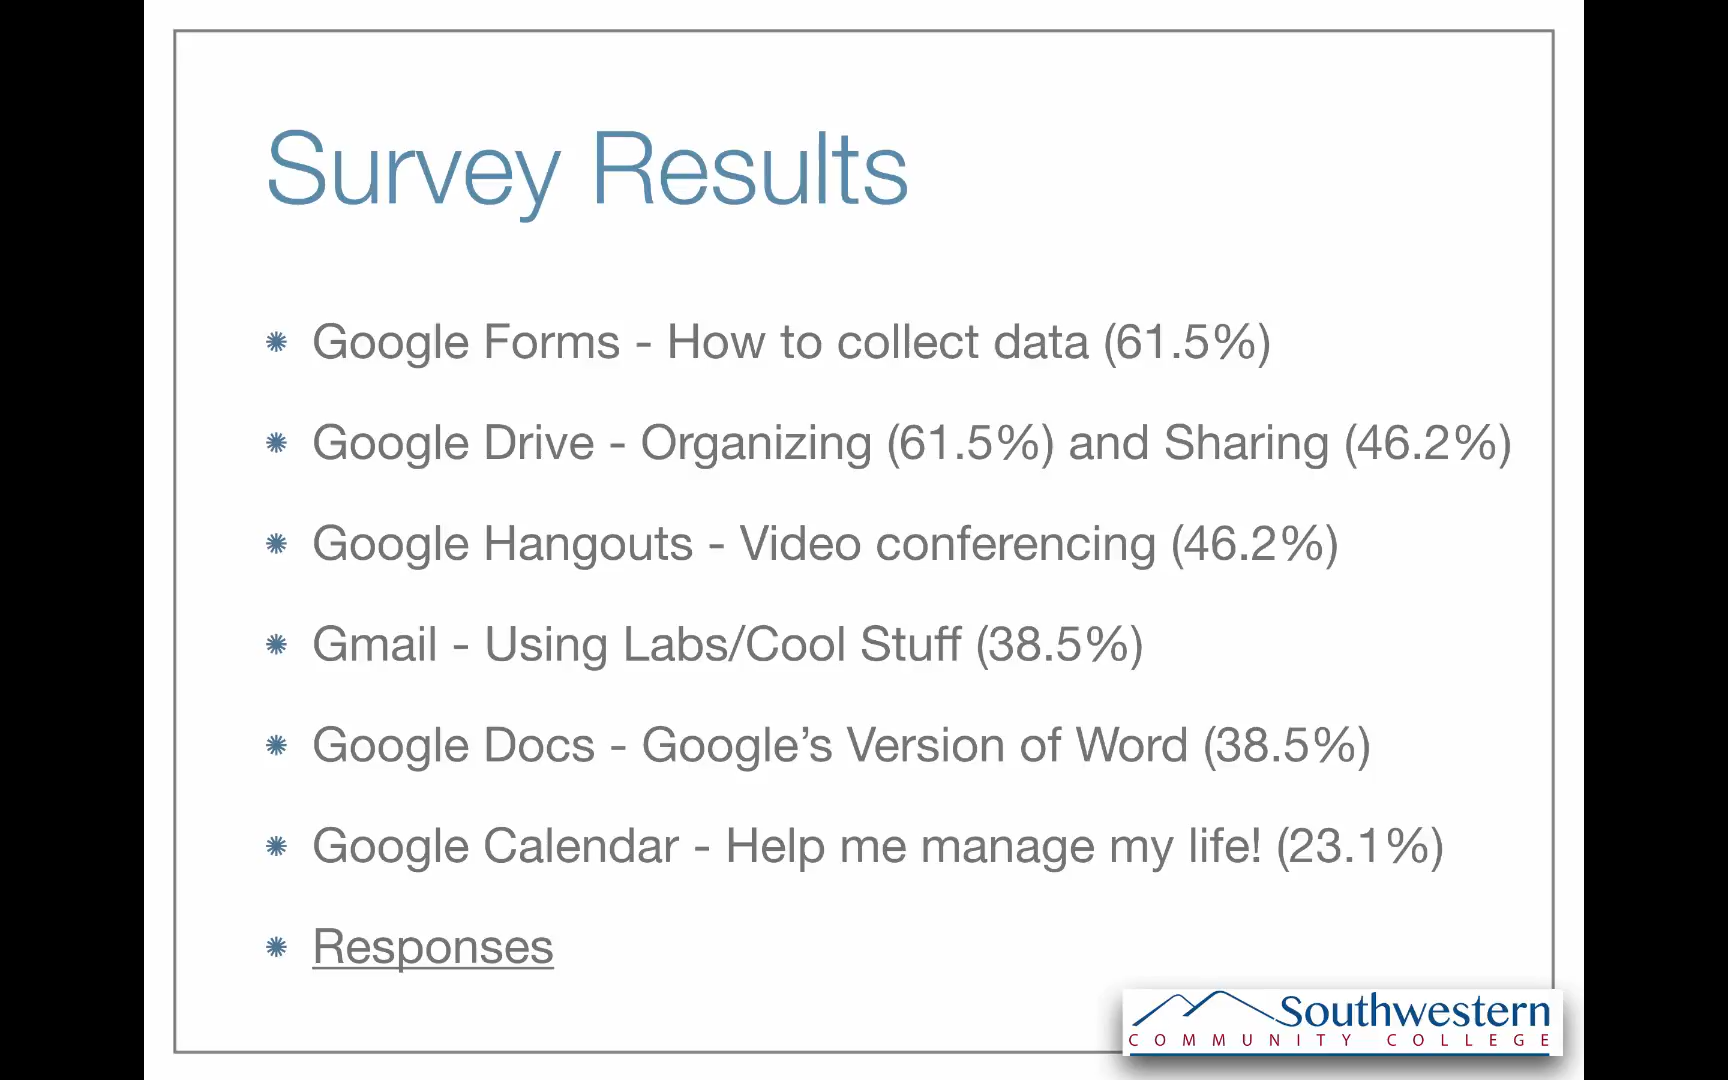 Survey Results
Google Forms - How to collect data (61.5%)
Google Drive - Organizing (61.5%) and Sharing (46.2%)
Google Hangouts - Video conferencing (46.2%)
Gmail - Using Labs/Cool Stuff (38.5%)
Google Docs - Google’s Version of Word (38.5%)
Google Calendar - Help me manage my life! (23.1%)
Responses
Southwestern
COMMUNITY COLLEGE